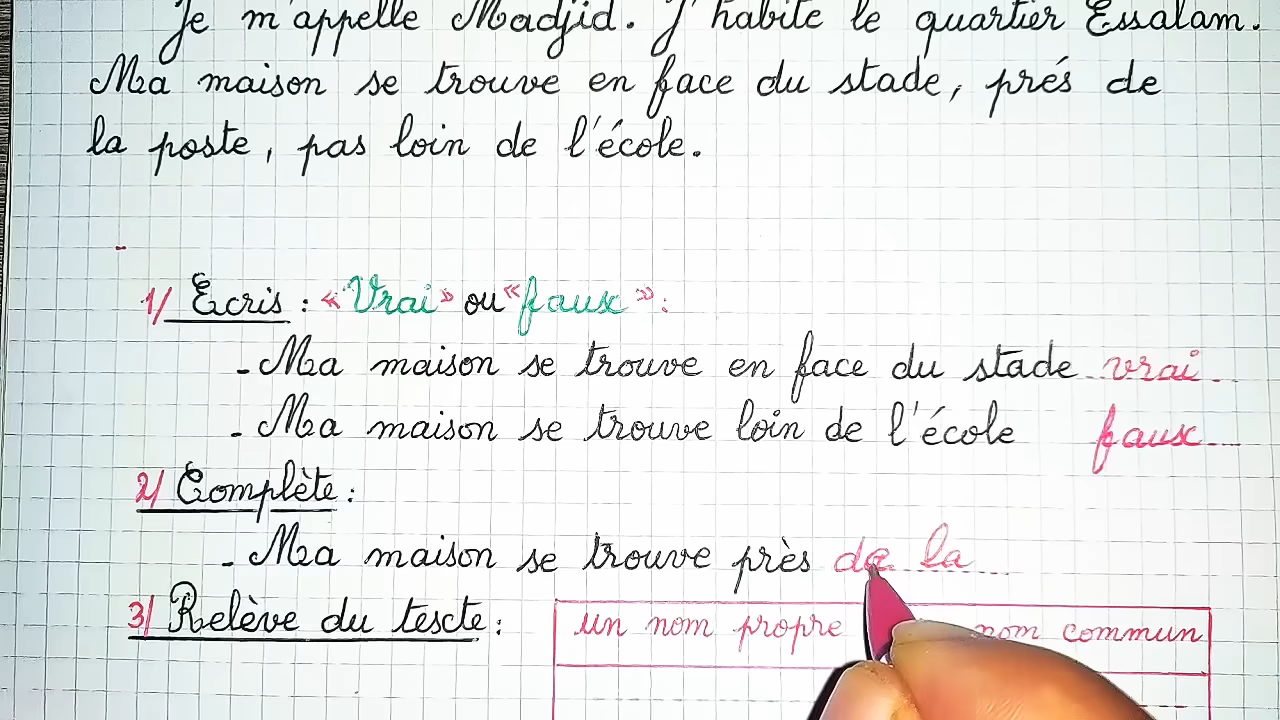 Je m'appelle Madjid. J'habite le quartier Essalam.
Ma maison se trouve en face du stade, prés de
la poste, pas loin de l'école.
1/ Ecris : «Vrai» ou «faux» :
- Ma maison se trouve en face du stade vrai
- Ma maison se trouve loin de l'école faux
2/ Complète :
- Ma maison se trouve près de la
3/ Relève du texte :
un nom propre nom commun